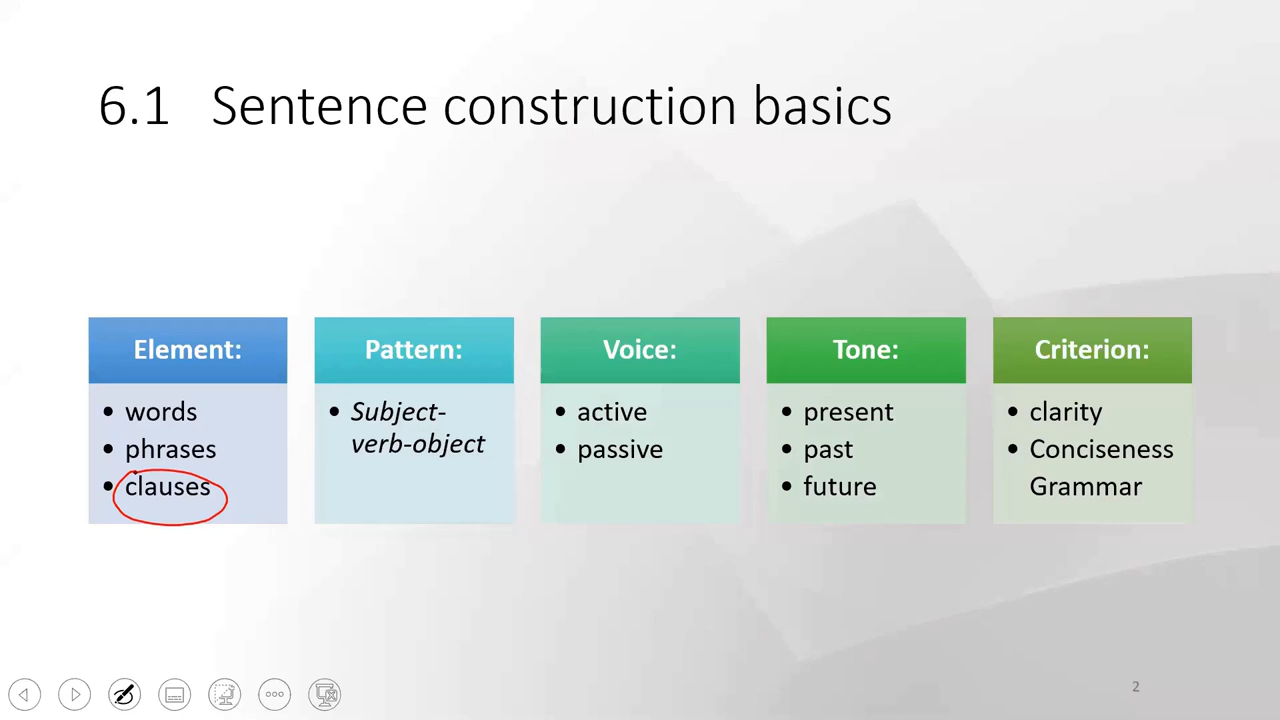 6.1 Sentence construction basics
Element:
• words
• phrases
• clauses
Pattern:
• Subject-
verb-object
Voice:
• active
• passive
Tone:
• present
• past
• future
Criterion:
• clarity
• Conciseness
Grammar
2